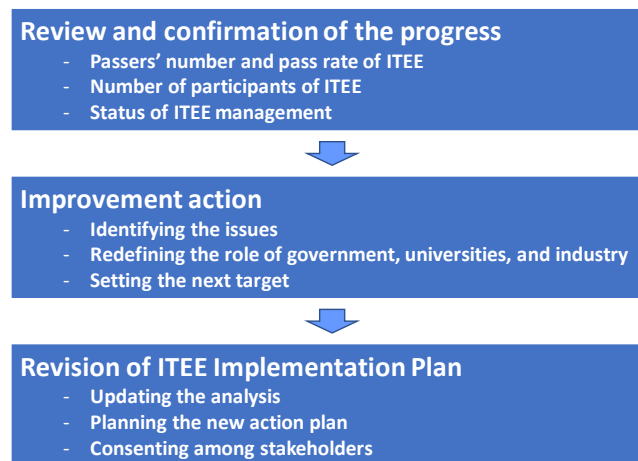 Review and confirmation of the progress
- Passers' number and pass rate of ITEE
- Number of participants of ITEE
- Status of ITEE management
Improvement action
- Identifying the issues
- Redefining the role of government, universities, and industry
- Setting the next target
Revision of ITEE Implementation Plan
- Updating the analysis
- Planning the new action plan
- Consenting among stakeholders